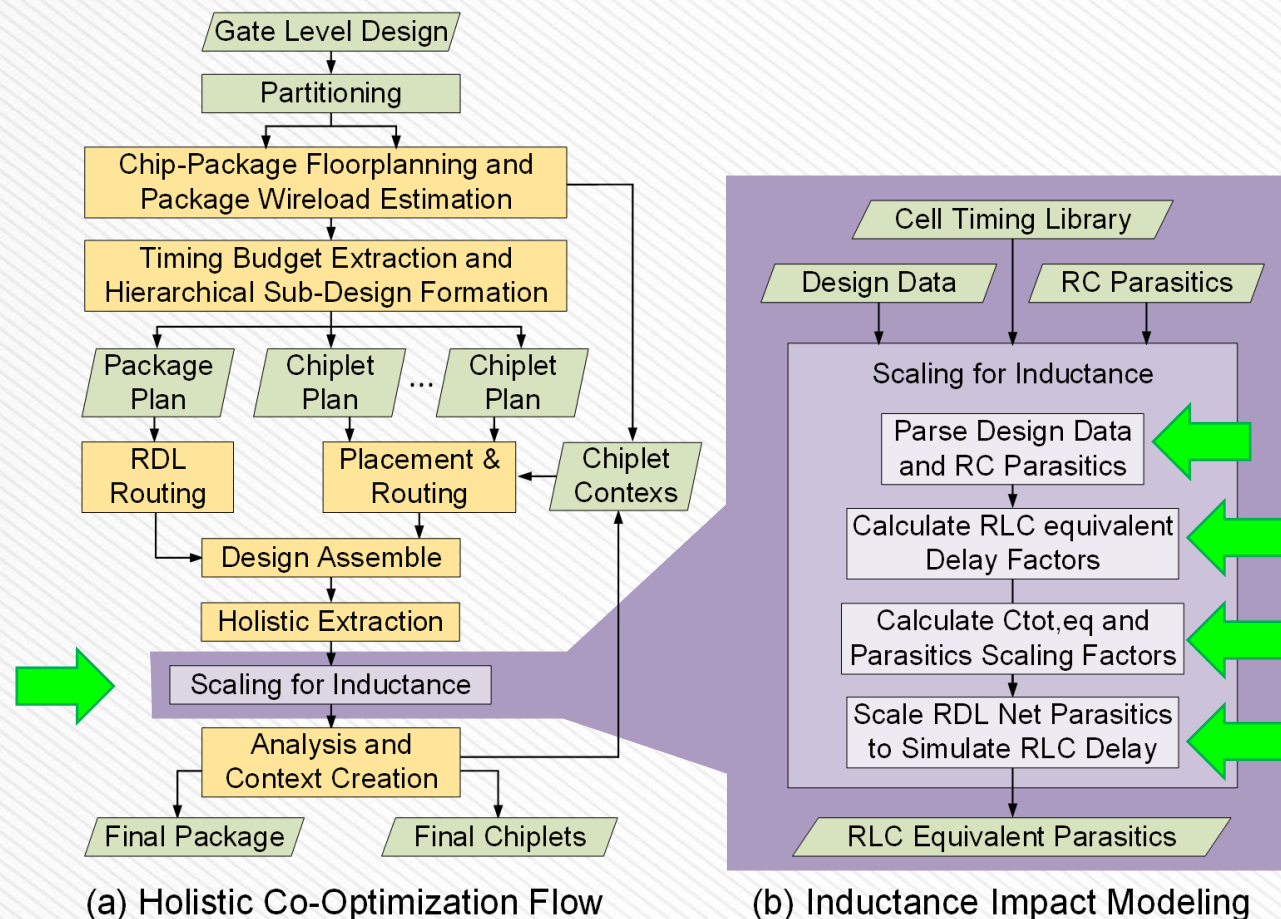 Gate Level Design
Partitioning
Chip-Package Floorplanning and
Package Wireload Estimation
Timing Budget Extraction and
Hierarchical Sub-Design Formation
Package
Plan
Chiplet
Plan
...
Chiplet
Plan
RDL
Routing
Placement &
Routing
Chiplet
Contexs
Design Assemble
Holistic Extraction
Scaling for Inductance
Analysis and
Context Creation
Final Package
Final Chiplets
(a) Holistic Co-Optimization Flow
Cell Timing Library
Design Data
RC Parasitics
Scaling for Inductance
Parse Design Data
and RC Parasitics
Calculate RLC equivalent
Delay Factors
Calculate Ctot,eq and
Parasitics Scaling Factors
Scale RDL Net Parasitics
to Simulate RLC Delay
RLC Equivalent Parasitics
(b) Inductance Impact Modeling